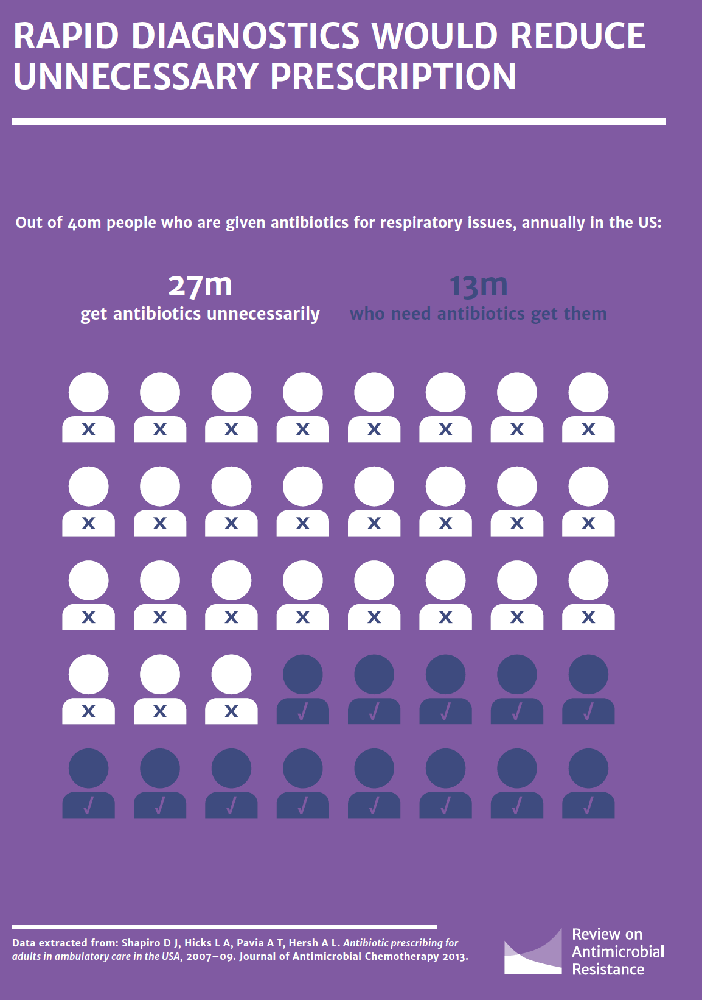 RAPID DIAGNOSTICS WOULD REDUCE
UNNECESSARY PRESCRIPTION
Out of 40m people who are given antibiotics for respiratory issues, annually in the US:
27m
get antibiotics unnecessarily
13m
who need antibiotics get them
X X X X X X X X
X X X X X X X X
X X X X X X X X
X X X √ √ √ √ √
√ √ √ √ √ √ √ √
Data extracted from: Shapiro D J, Hicks L A, Pavia A T, Hersh A L. Antibiotic prescribing for
adults in ambulatory care in the USA, 2007–09. Journal of Antimicrobial Chemotherapy 2013.
Review on
Antimicrobial
Resistance